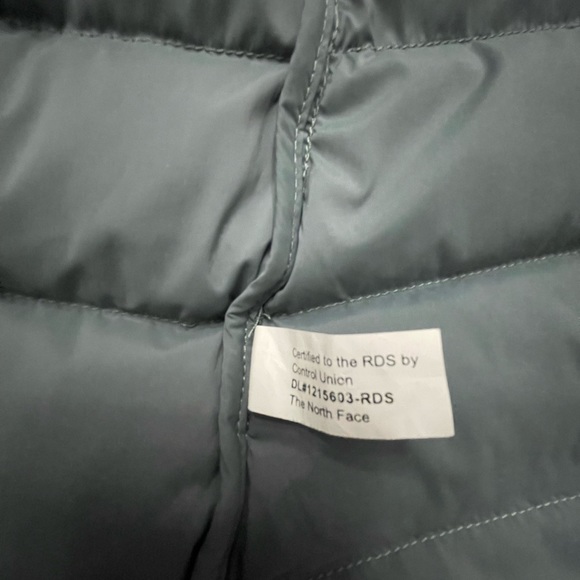 Certified to the RDS by
Control Union
DL#1215603-RDS
The North Face